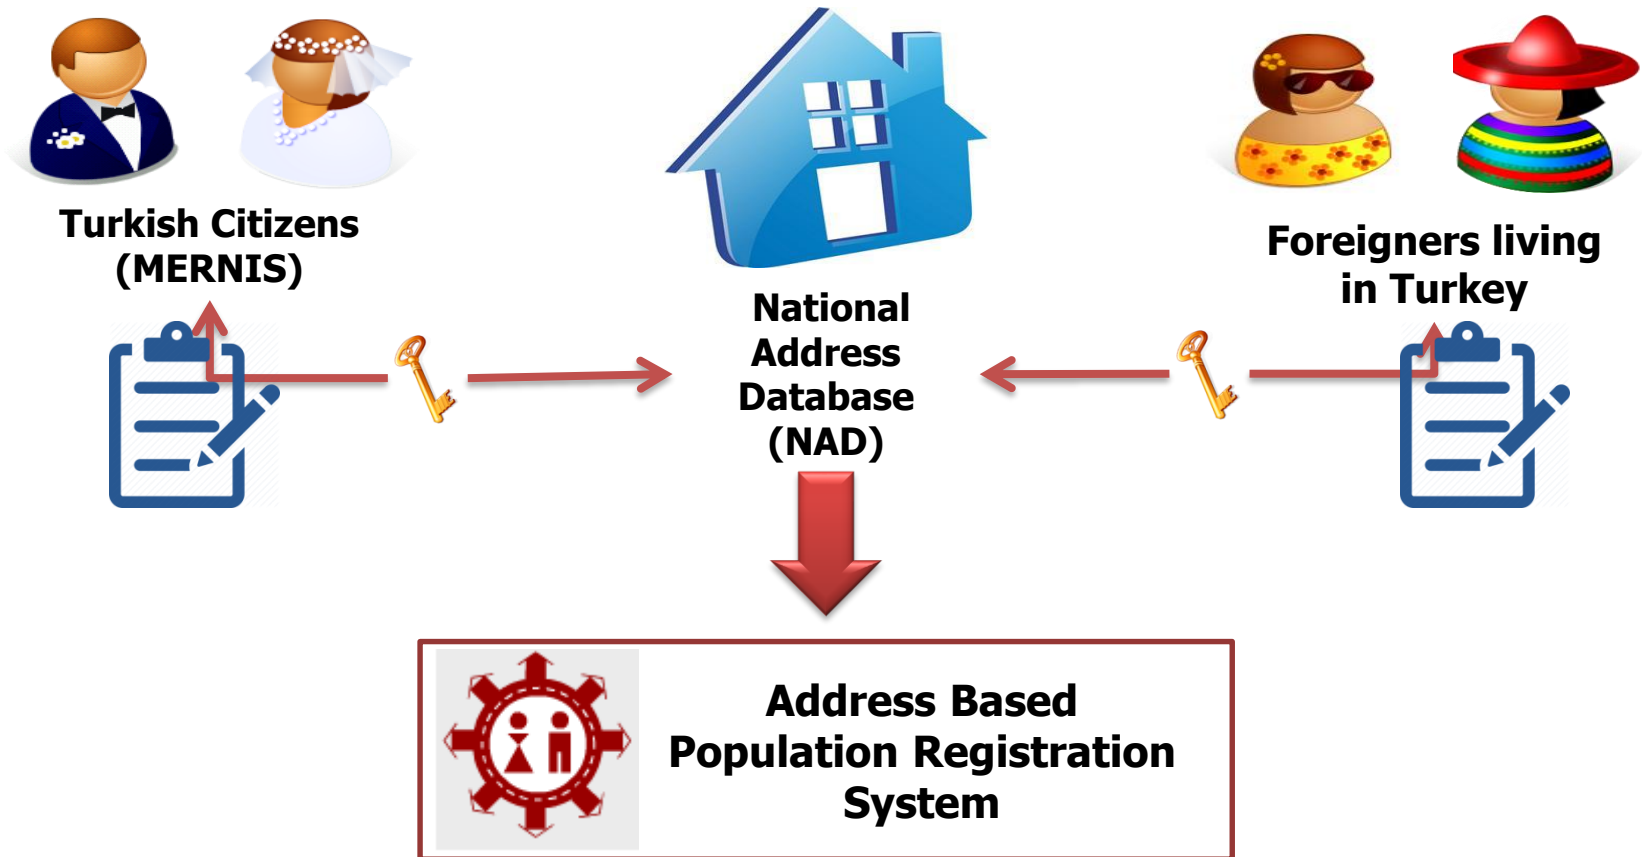 Turkish Citizens
(MERNIS)
National
Address
Database
(NAD)
Foreigners living
in Turkey
Address Based
Population Registration
System